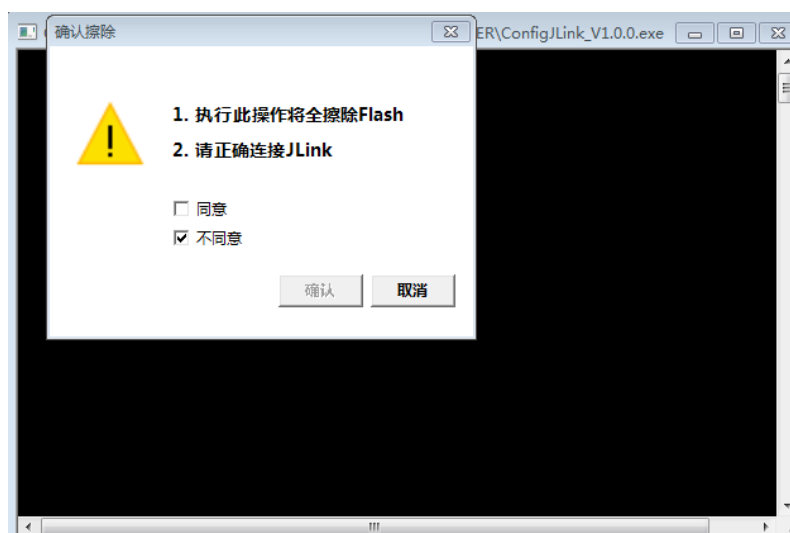 确认擦除
ER\ConfigJLink_V1.0.0.exe
1. 执行此操作将全擦除Flash
2. 请正确连接JLink
同意
不同意
确认
取消